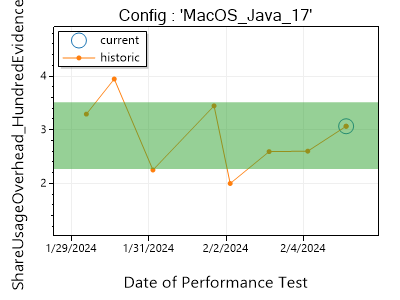 Config : 'MacOS_Java_17'
current
historic
ShareUsageOverhead_HundredEvidence
4
3
2
1/29/2024
1/31/2024
2/2/2024
2/4/2024
Date of Performance Test